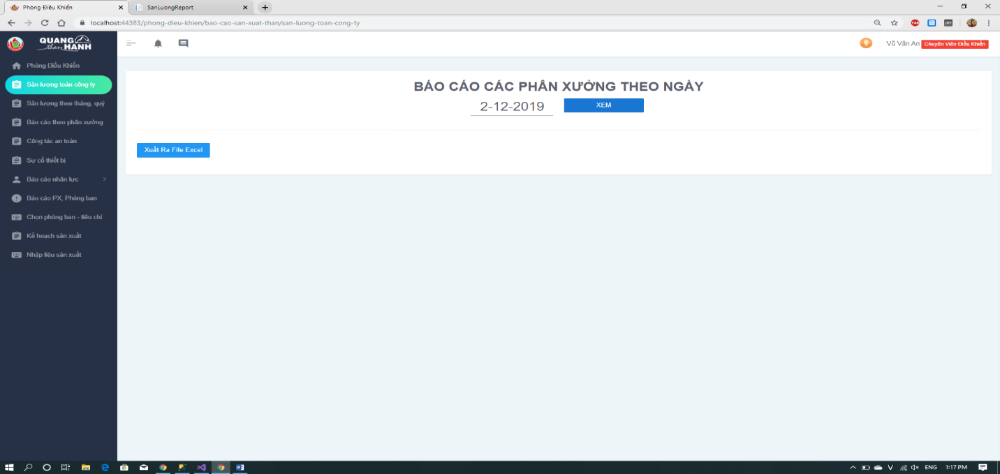 Phòng Điều Khiển
SanLuongReport
localhost:44383/phong-dieu-khien/bao-cao-san-xuat-than/san-luong-toan-cong-ty
OFF
QUANG
than HANH
Vũ Văn An Chuyên Viên Điều Khiển
Phòng Điều Khiển
Sản lượng toàn công ty
Sản lượng theo tháng, quý
Báo cáo theo phân xưởng
Công tác an toàn
Sự cố thiết bị
Báo cáo nhân lực
Báo cáo PX, Phòng ban
Chọn phòng ban - tiêu chí
Kế hoạch sản xuất
Nhập liệu sản xuất
BÁO CÁO CÁC PHÂN XƯỞNG THEO NGÀY
2-12-2019 XEM
Xuất Ra File Excel
ENG 1:17 PM